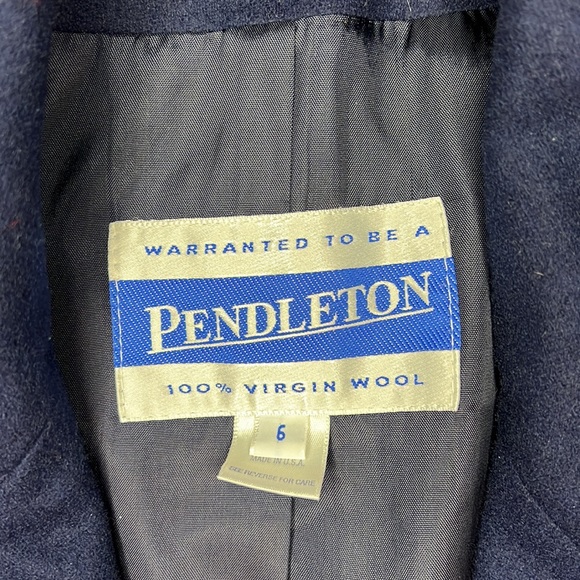 WARRANTED TO BE A
PENDLETON
100% VIRGIN WOOL
6
MADE IN U.S.A.
SEE REVERSE FOR CARE